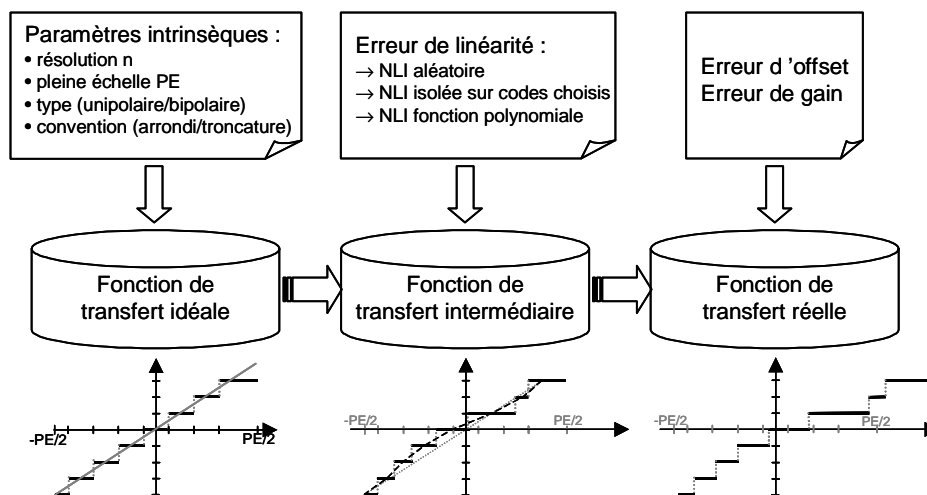 Paramètres intrinsèques :
• résolution n
• pleine échelle PE
• type (unipolaire/bipolaire)
• convention (arrondi/troncature)
Erreur de linéarité :
→ NLI aléatoire
→ NLI isolée sur codes choisis
→ NLI fonction polynomiale
Erreur d 'offset
Erreur de gain
Fonction de
transfert idéale
Fonction de
transfert intermédiaire
Fonction de
transfert réelle
-PE/2
PE/2
-PE/2
PE/2
-PE/2
PE/2